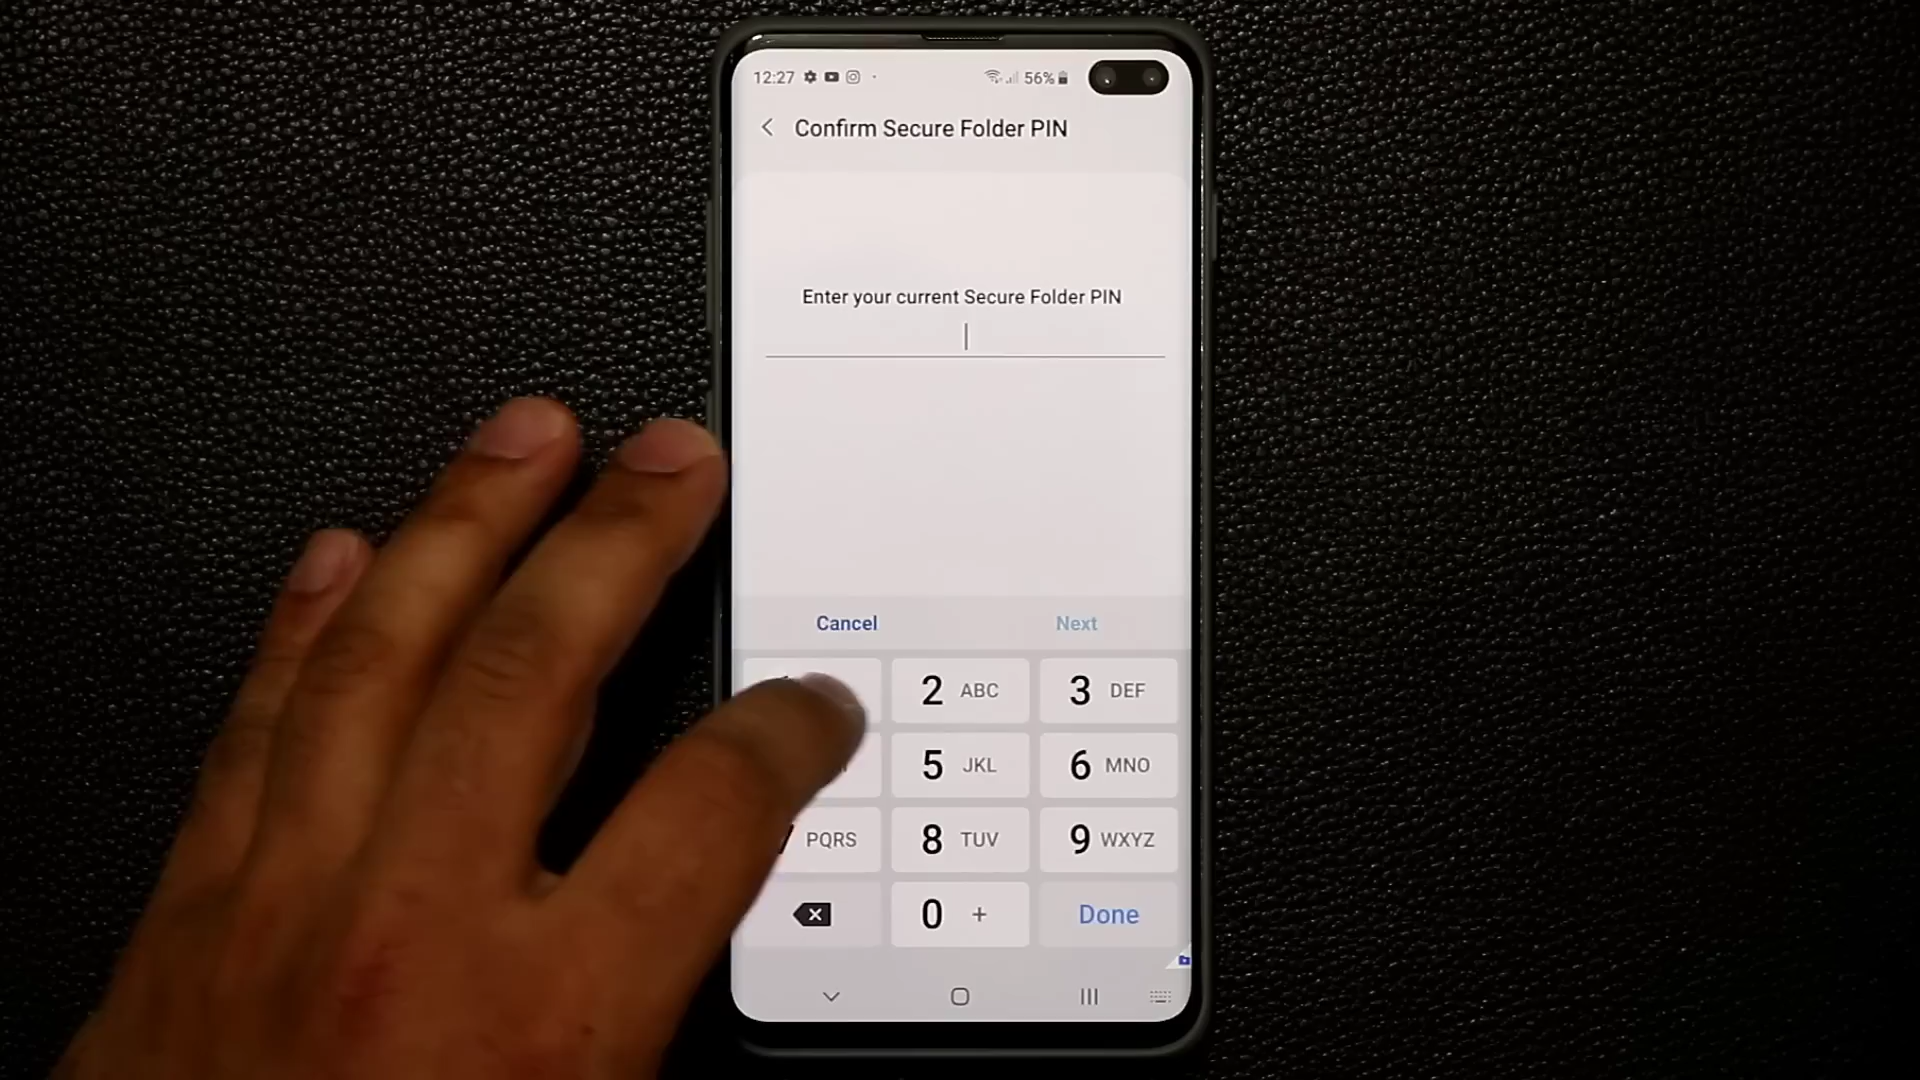 12:27 56%
Confirm Secure Folder PIN
Enter your current Secure Folder PIN
Cancel Next
2 ABC 3 DEF
5 JKL 6 MNO
PQRS 8 TUV 9 WXYZ
0 + Done